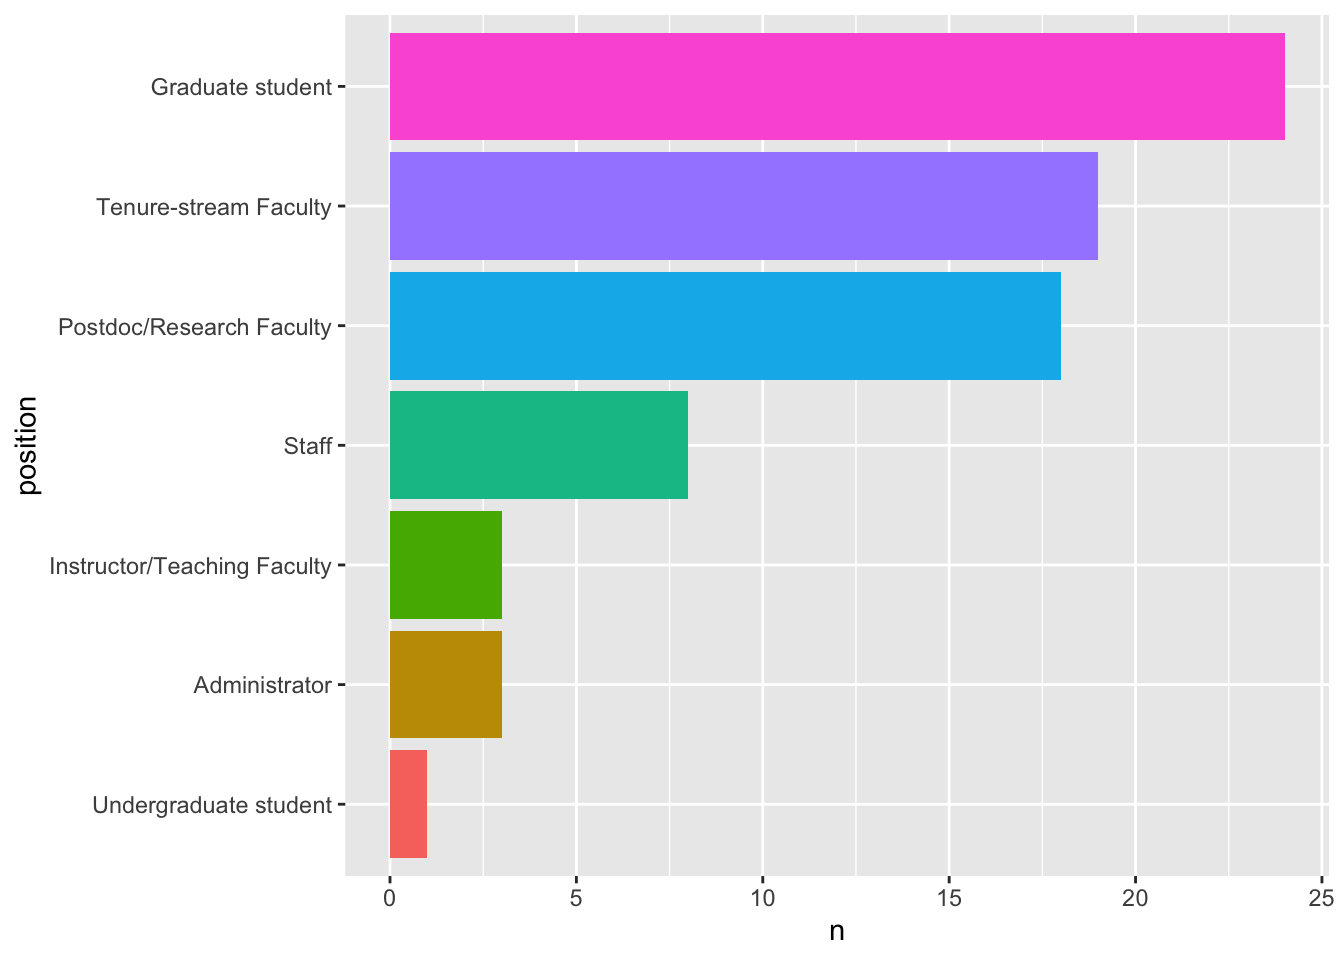 Graduate student
Tenure-stream Faculty
Postdoc/Research Faculty
Staff
Instructor/Teaching Faculty
Administrator
Undergraduate student
position
0 5 10 15 20 25
n